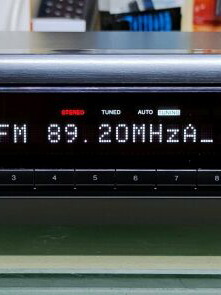 STEREO TUNED AUTO TUNING
FM 89.20MHzA_
3 4 5 6 7 8